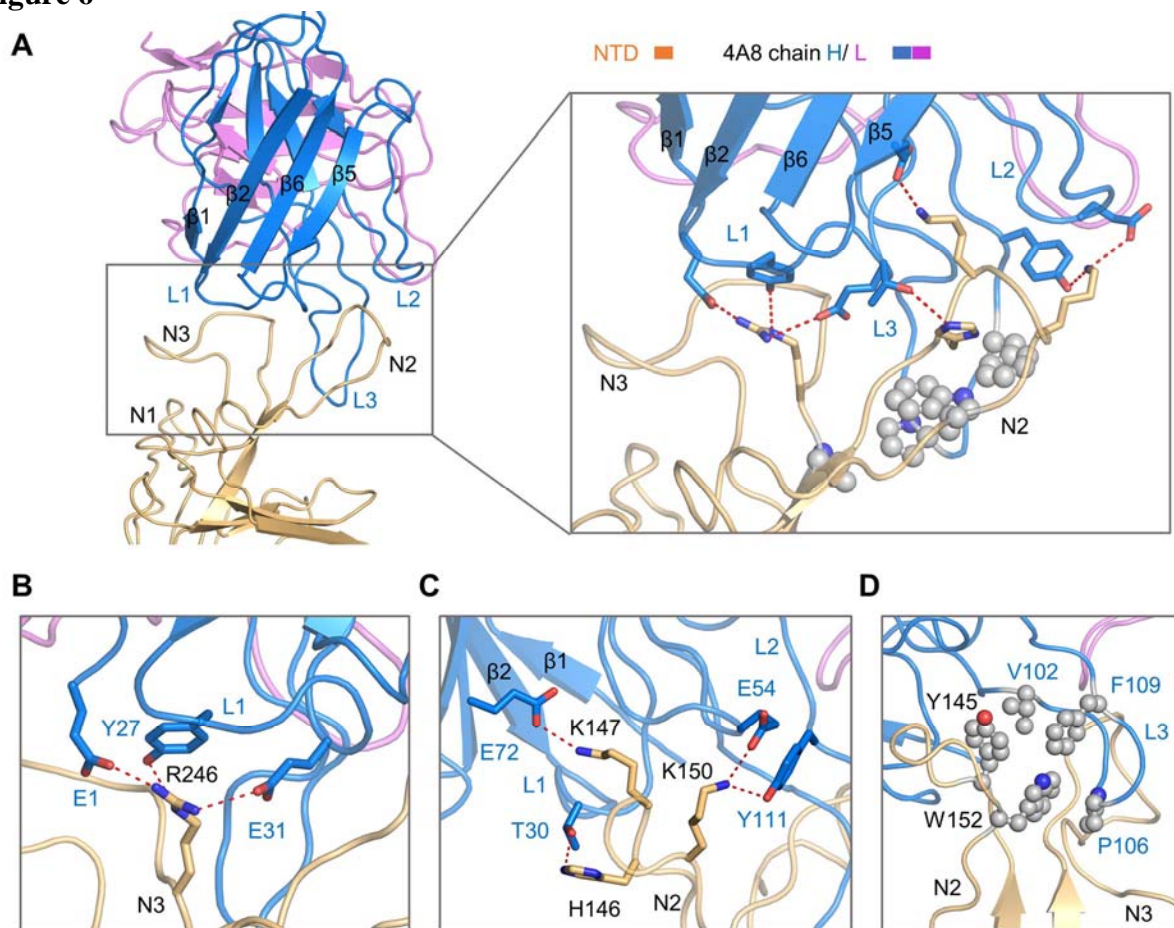 A
NTD 4A8 chain H/ L
β1
β2
β6
β5
L1
L2
N3
N2
N1
L3
β1
β2
β6
β5
L2
L1
L3
N3
N2
B
L1
Y27
R246
E1
E31
N3
C
L2
β1
β2
E54
K147
E72
K150
L1
T30
Y111
H146
N2
D
V102
F109
Y145
L3
W152
P106
N2
N3